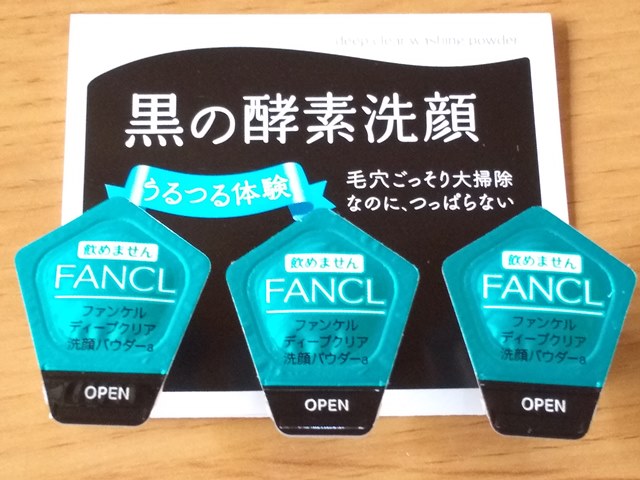 deep clear washing powder
黒の酵素洗顔
うるつる体験
毛穴ごっそり大掃除
なのに、つっぱらない
飲めません
FANCL
ファンケル
ディープクリア
洗顔パウダーa
OPEN
飲めません
FANCL
ファンケル
ディープクリア
洗顔パウダーa
OPEN
飲めません
FANCL
ファンケル
ディープクリア
洗顔パウダーa
OPEN